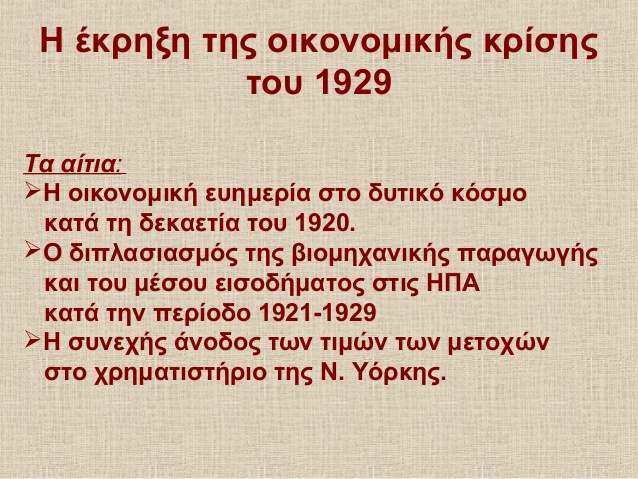 Η έκρηξη της οικονομικής κρίσης
του 1929
Τα αίτια:
➢Η οικονομική ευημερία στο δυτικό κόσμο
κατά τη δεκαετία του 1920.
➢Ο διπλασιασμός της βιομηχανικής παραγωγής
και του μέσου εισοδήματος στις ΗΠΑ
κατά την περίοδο 1921-1929
➢Η συνεχής άνοδος των τιμών των μετοχών
στο χρηματιστήριο της Ν. Υόρκης.